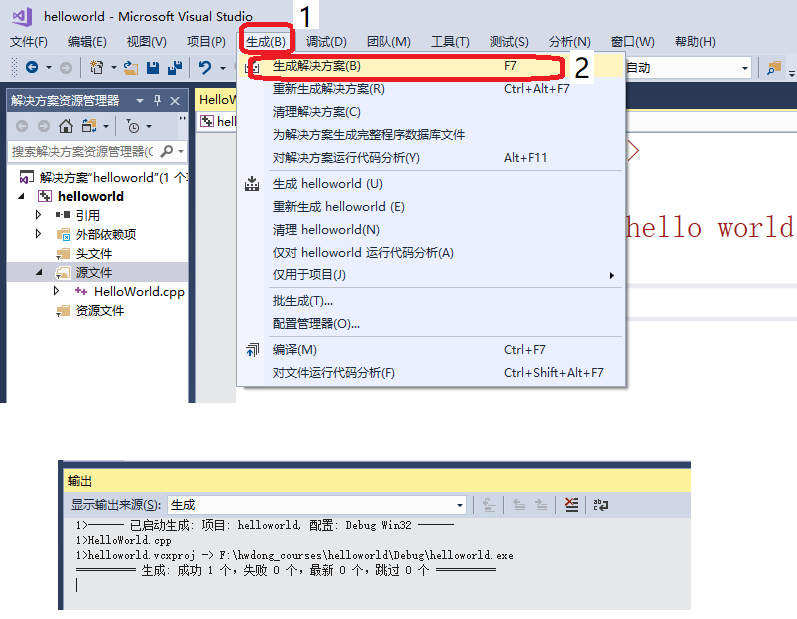 helloworld - Microsoft Visual Studio
1
文件(F) 编辑(E) 视图(V) 项目(P) 生成(B) 调试(D) 团队(M) 工具(T) 测试(S) 分析(N) 窗口(W) 帮助(H)
生成解决方案(B) F7
2
自动
重新生成解决方案(R) Ctrl+Alt+F7
清理解决方案(C)
为解决方案生成完整程序数据库文件
对解决方案运行代码分析(Y) Alt+F11
生成 helloworld (U)
重新生成 helloworld (E)
清理 helloworld(N)
仅对 helloworld 运行代码分析(A)
仅用于项目(J)
批生成(T)...
配置管理器(O)...
编译(M) Ctrl+F7
对文件运行代码分析(F) Ctrl+Shift+Alt+F7
解决方案资源管理器
搜索解决方案资源管理器(C
解决方案"helloworld"(1 个
helloworld
引用
外部依赖项
头文件
源文件
HelloWorld.cpp
资源文件
HelloW
hell
hello world
输出
显示输出来源(S): 生成
1>------ 已启动生成: 项目: helloworld, 配置: Debug Win32 ------
1>HelloWorld.cpp
1>helloworld.vcxproj -> F:\hwdong_courses\helloworld\Debug\helloworld.exe
========== 生成: 成功 1 个，失败 0 个，最新 0 个，跳过 0 个 ==========